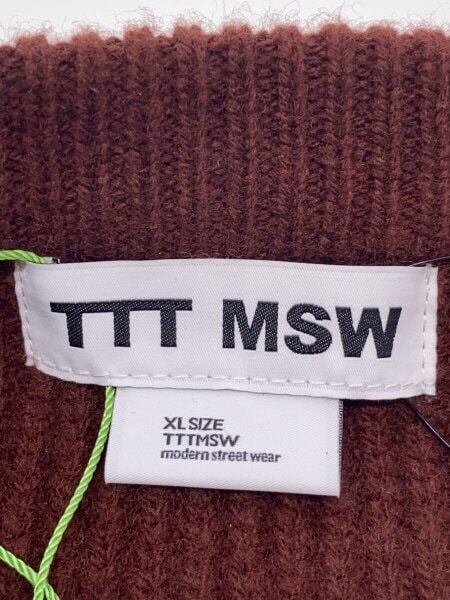 TTT MSW
XL SIZE
TTTMSW
modern street wear